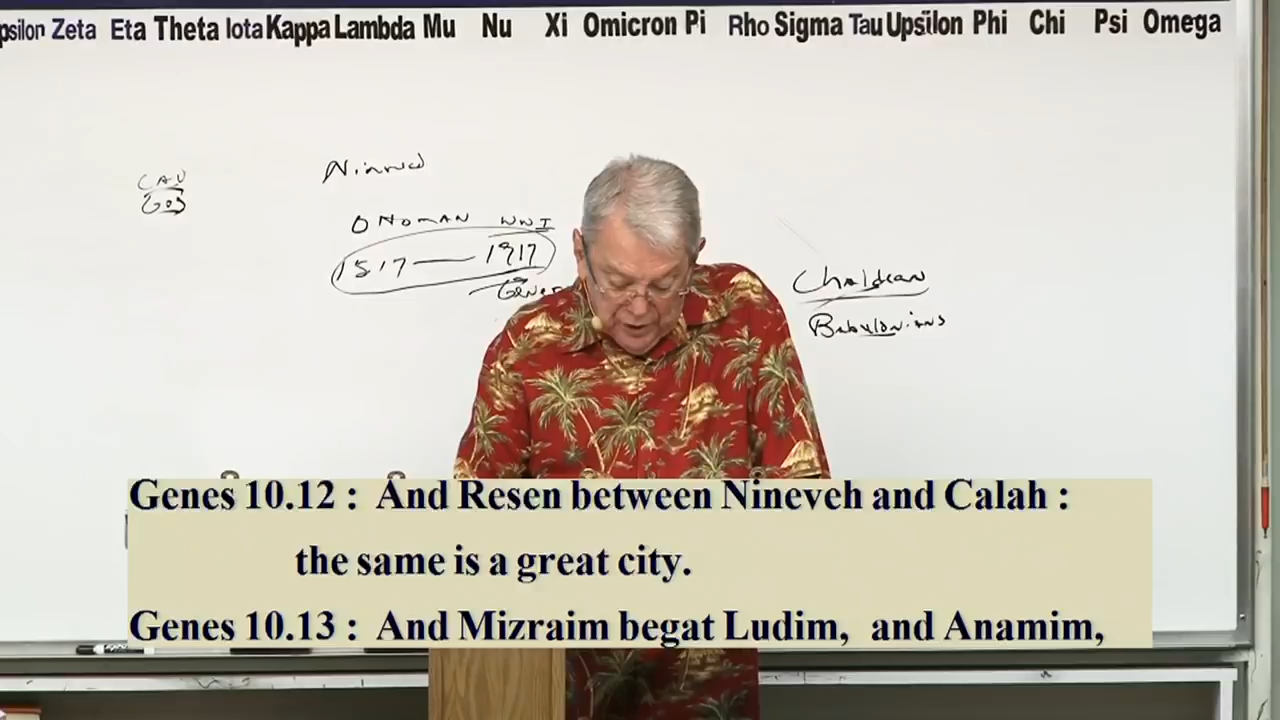 psilon Zeta Eta Theta Iota Kappa Lambda Mu Nu Xi Omicron Pi Rho Sigma Tau Upsilon Phi Chi Psi Omega
Nimrod
OTTOMAN WWI
1517 — 1917
Chaldean
Babylonians
Genes 10.12 : And Resen between Nineveh and Calah :
the same is a great city.
Genes 10.13 : And Mizraim begat Ludim, and Anamim,